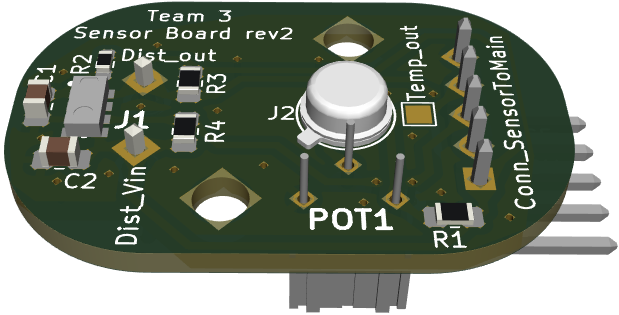 Team 3
Sensor Board rev2
Dist_out
Temp_out
C1
R2
R3
J2
J1
R4
Conn_SensorToMain
C2
Dist_Vin
POT1
R1